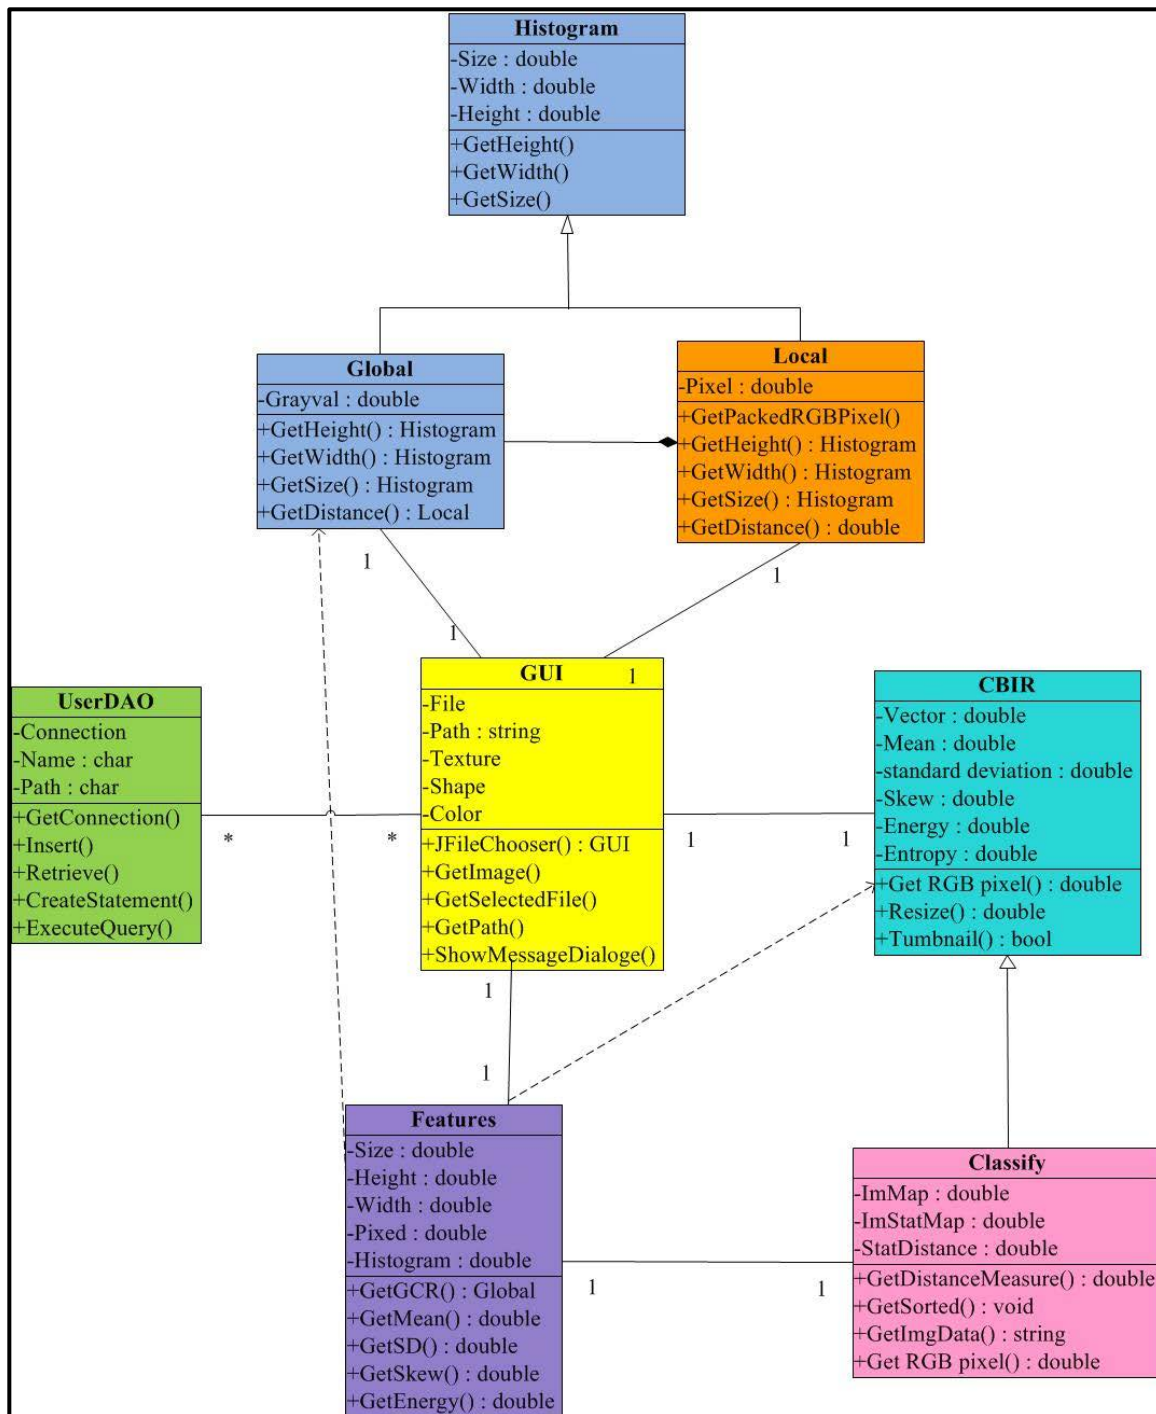 Histogram
-Size : double
-Width : double
-Height : double
+GetHeight()
+GetWidth()
+GetSize()
Global
-Grayval : double
+GetHeight() : Histogram
+GetWidth() : Histogram
+GetSize() : Histogram
+GetDistance() : Local
Local
-Pixel : double
+GetPackedRGBPixel()
+GetHeight() : Histogram
+GetWidth() : Histogram
+GetSize() : Histogram
+GetDistance() : double
1
1
1
1
UserDAO
-Connection
-Name : char
-Path : char
+GetConnection()
+Insert()
+Retrieve()
+CreateStatement()
+ExecuteQuery()
*
*
GUI
-File
-Path : string
-Texture
-Shape
-Color
+JFileChooser() : GUI
+GetImage()
+GetSelectedFile()
+GetPath()
+ShowMessageDialoge()
1
1
CBIR
-Vector : double
-Mean : double
-standard deviation : double
-Skew : double
-Energy : double
-Entropy : double
+Get RGB pixel() : double
+Resize() : double
+Tumbnail() : bool
1
1
Features
-Size : double
-Height : double
-Width : double
-Pixed : double
-Histogram : double
+GetGCR() : Global
+GetMean() : double
+GetSD() : double
+GetSkew() : double
+GetEnergy() : double
1
1
Classify
-ImMap : double
-ImStatMap : double
-StatDistance : double
+GetDistanceMeasure() : double
+GetSorted() : void
+GetImgData() : string
+Get RGB pixel() : double